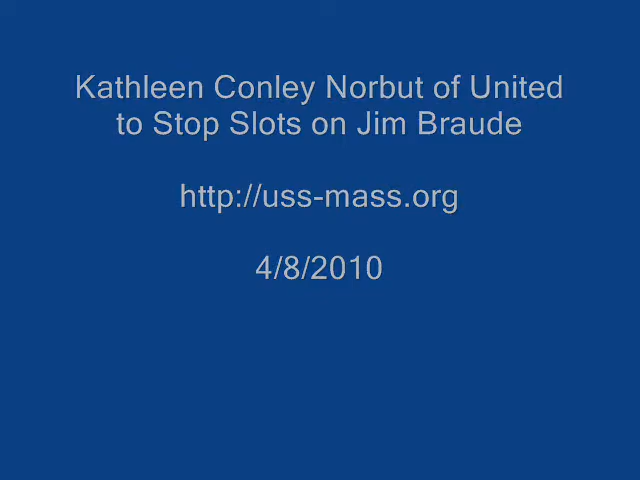 Kathleen Conley Norbut of United
to Stop Slots on Jim Braude
http://uss-mass.org
4/8/2010